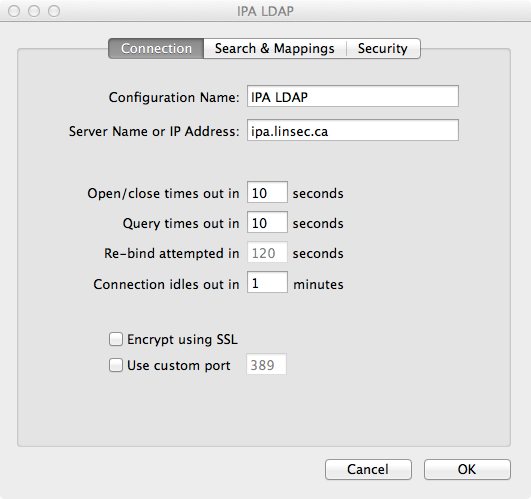 IPA LDAP
Connection Search & Mappings Security
Configuration Name: IPA LDAP
Server Name or IP Address: ipa.linsec.ca
Open/close times out in 10 seconds
Query times out in 10 seconds
Re-bind attempted in 120 seconds
Connection idles out in 1 minutes
Encrypt using SSL
Use custom port 389
Cancel OK